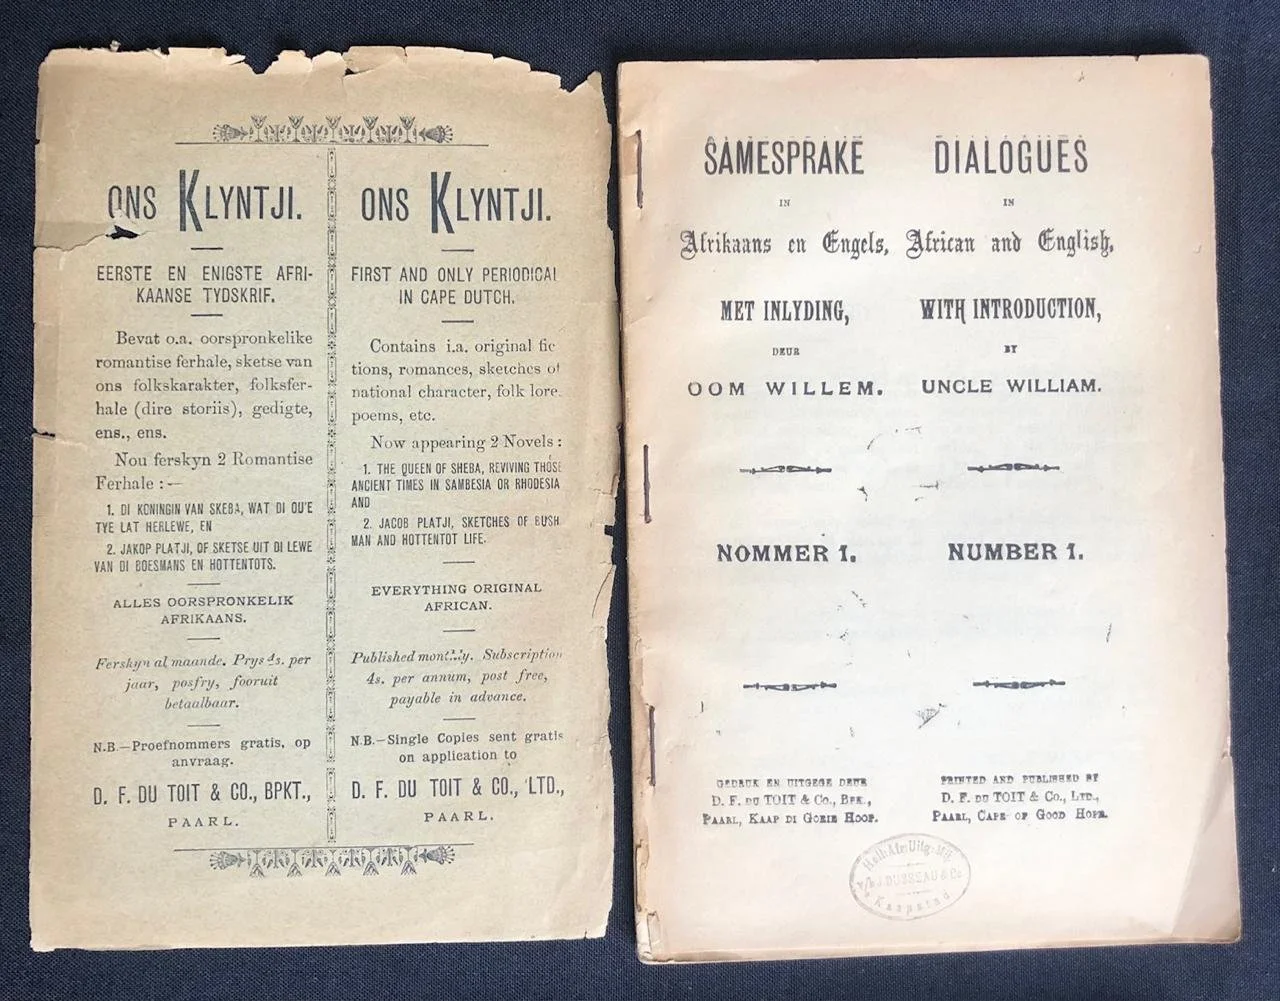 ONS KLYNTJI.
EERSTE EN ENIGSTE AFRI-
KAANSE TYDSKRIF.
Bevat o.a. oorspronkelike
romantise ferhale, sketse van
ons folkskarakter, folksfer-
hale (dire storiis), gedigte,
ens., ens.
Nou ferskyn 2 Romantise
Ferhale :—
1. DI KONINGIN VAN SKEBA, WAT DI OU'E
TYE LAT HERLEWE, EN
2. JAKOP PLATJI, OF SKETSE UIT DI LEWE
VAN DI BOESMANS EN HOTTENTOTS.
ALLES OORSPRONKELIK
AFRIKAANS.
Ferskyn al maande. Prys 4s. per
jaar, posfry, fooruit
betaalbaar.
N.B.—Proefnommers gratis, op
anvraag.
D. F. DU TOIT & CO., BPKT.,
PAARL.
ONS KLYNTJI.
FIRST AND ONLY PERIODICAL
IN CAPE DUTCH.
Contains i.a. original fic
tions, romances, sketches of
national character, folk lore.
poems, etc.
Now appearing 2 Novels :
1. THE QUEEN OF SHEBA, REVIVING THOSE
ANCIENT TIMES IN SAMBESIA OR RHODESIA
AND
2. JACOB PLATJI, SKETCHES OF BUSH
MAN AND HOTTENTOT LIFE.
EVERYTHING ORIGINAL
AFRICAN.
Published monthly. Subscription
4s. per annum, post free,
payable in advance.
N.B.—Single Copies sent gratis
on application to
D. F. DU TOIT & CO., LTD.,
PAARL.
SAMESPRAKE
IN
Afrikaans en Engels,
MET INLYDING,
DEUR
OOM WILLEM.
NOMMER 1.
GEDRUK EN UITGEGE DEUR
D. F. DU TOIT & Co., BPK.,
PAARL, KAAP DI GOEIE HOOP.
DIALOGUES
IN
African and English,
WITH INTRODUCTION,
BY
UNCLE WILLIAM.
NUMBER 1.
PRINTED AND PUBLISHED BY
D. F. DU TOIT & Co., LTD.,
PAARL, CAPE OF GOOD HOPE.
Holl: Afr: Uitg: Mij:
v/h J. DUSSEAU & Co
Kaapstad